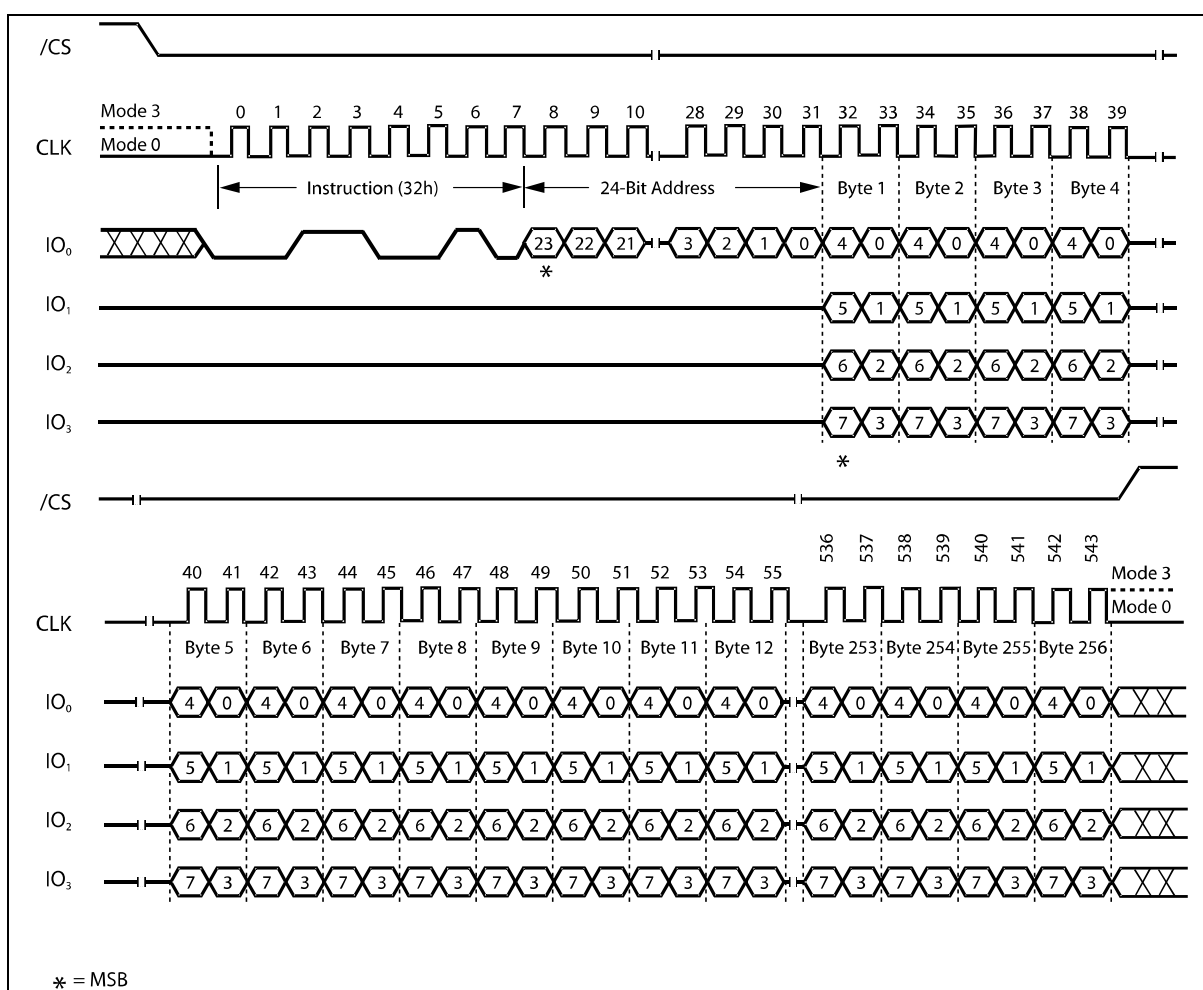 /CS
Mode 3
0 1 2 3 4 5 6 7 8 9 10 28 29 30 31 32 33 34 35 36 37 38 39
CLK
Mode 0
Instruction (32h) 24-Bit Address Byte 1 Byte 2 Byte 3 Byte 4
IO₀ 23 22 21 3 2 1 0 4 0 4 0 4 0 4 0
*
IO₁ 5 1 5 1 5 1 5 1
IO₂ 6 2 6 2 6 2 6 2
IO₃ 7 3 7 3 7 3 7 3
*
/CS
536 537 538 539 540 541 542 543
40 41 42 43 44 45 46 47 48 49 50 51 52 53 54 55
Mode 3
CLK
Mode 0
Byte 5 Byte 6 Byte 7 Byte 8 Byte 9 Byte 10 Byte 11 Byte 12 Byte 253 Byte 254 Byte 255 Byte 256
IO₀ 4 0 4 0 4 0 4 0 4 0 4 0 4 0 4 0 4 0 4 0 4 0 4 0
IO₁ 5 1 5 1 5 1 5 1 5 1 5 1 5 1 5 1 5 1 5 1 5 1 5 1
IO₂ 6 2 6 2 6 2 6 2 6 2 6 2 6 2 6 2 6 2 6 2 6 2 6 2
IO₃ 7 3 7 3 7 3 7 3 7 3 7 3 7 3 7 3 7 3 7 3 7 3 7 3
* = MSB